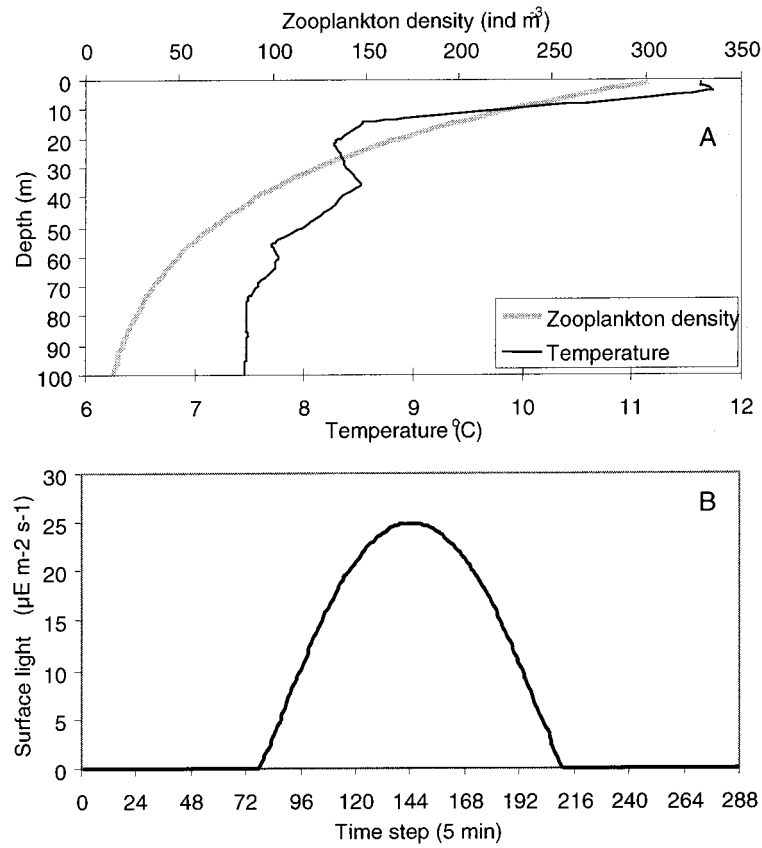 Zooplankton density (ind m-3)
0 50 100 150 200 250 300 350
0
10
20
30
40
50
60
70
80
90
100
Depth (m)
A
Zooplankton density
Temperature
6 7 8 9 10 11 12
Temperature (°C)
30
25
20
15
10
5
0
Surface light (µE m-2 s-1)
B
0 24 48 72 96 120 144 168 192 216 240 264 288
Time step (5 min)